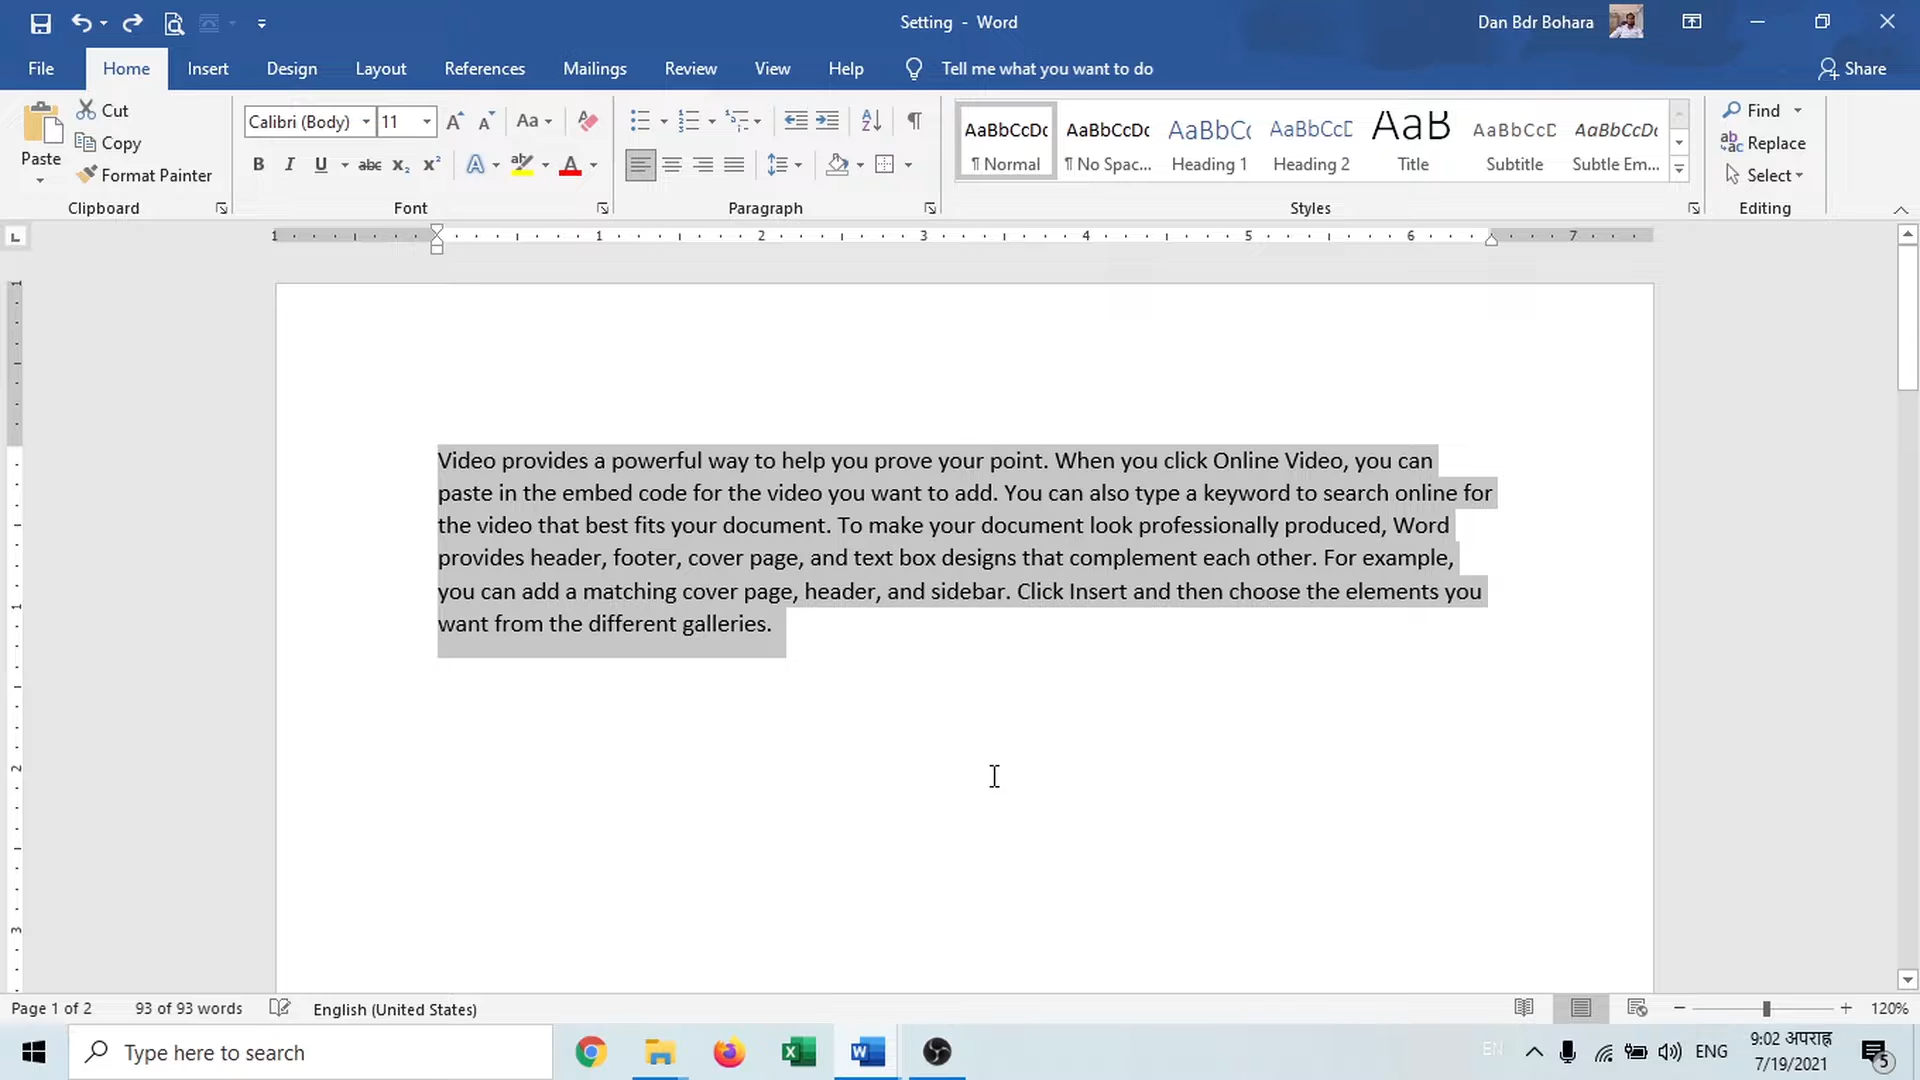 Setting - Word
Dan Bdr Bohara
File Home Insert Design Layout References Mailings Review View Help Tell me what you want to do Share
Paste
Cut
Copy
Format Painter
Clipboard
Calibri (Body) 11
Aa
B I U abc X₂ X² A A
Font
Paragraph
AaBbCcDc AaBbCcDc AaBbC AaBbCcD AaB AaBbCcD AaBbCcDc
¶ Normal ¶ No Spac... Heading 1 Heading 2 Title Subtitle Subtle Em...
Styles
Find
Replace
Select
Editing
1 1 2 3 4 5 6 7
Video provides a powerful way to help you prove your point. When you click Online Video, you can
paste in the embed code for the video you want to add. You can also type a keyword to search online for
the video that best fits your document. To make your document look professionally produced, Word
provides header, footer, cover page, and text box designs that complement each other. For example,
you can add a matching cover page, header, and sidebar. Click Insert and then choose the elements you
want from the different galleries.
1
1
2
3
Page 1 of 2 93 of 93 words English (United States) 120%
Type here to search
EN
ENG
9:02 अपराह्न
7/19/2021
5